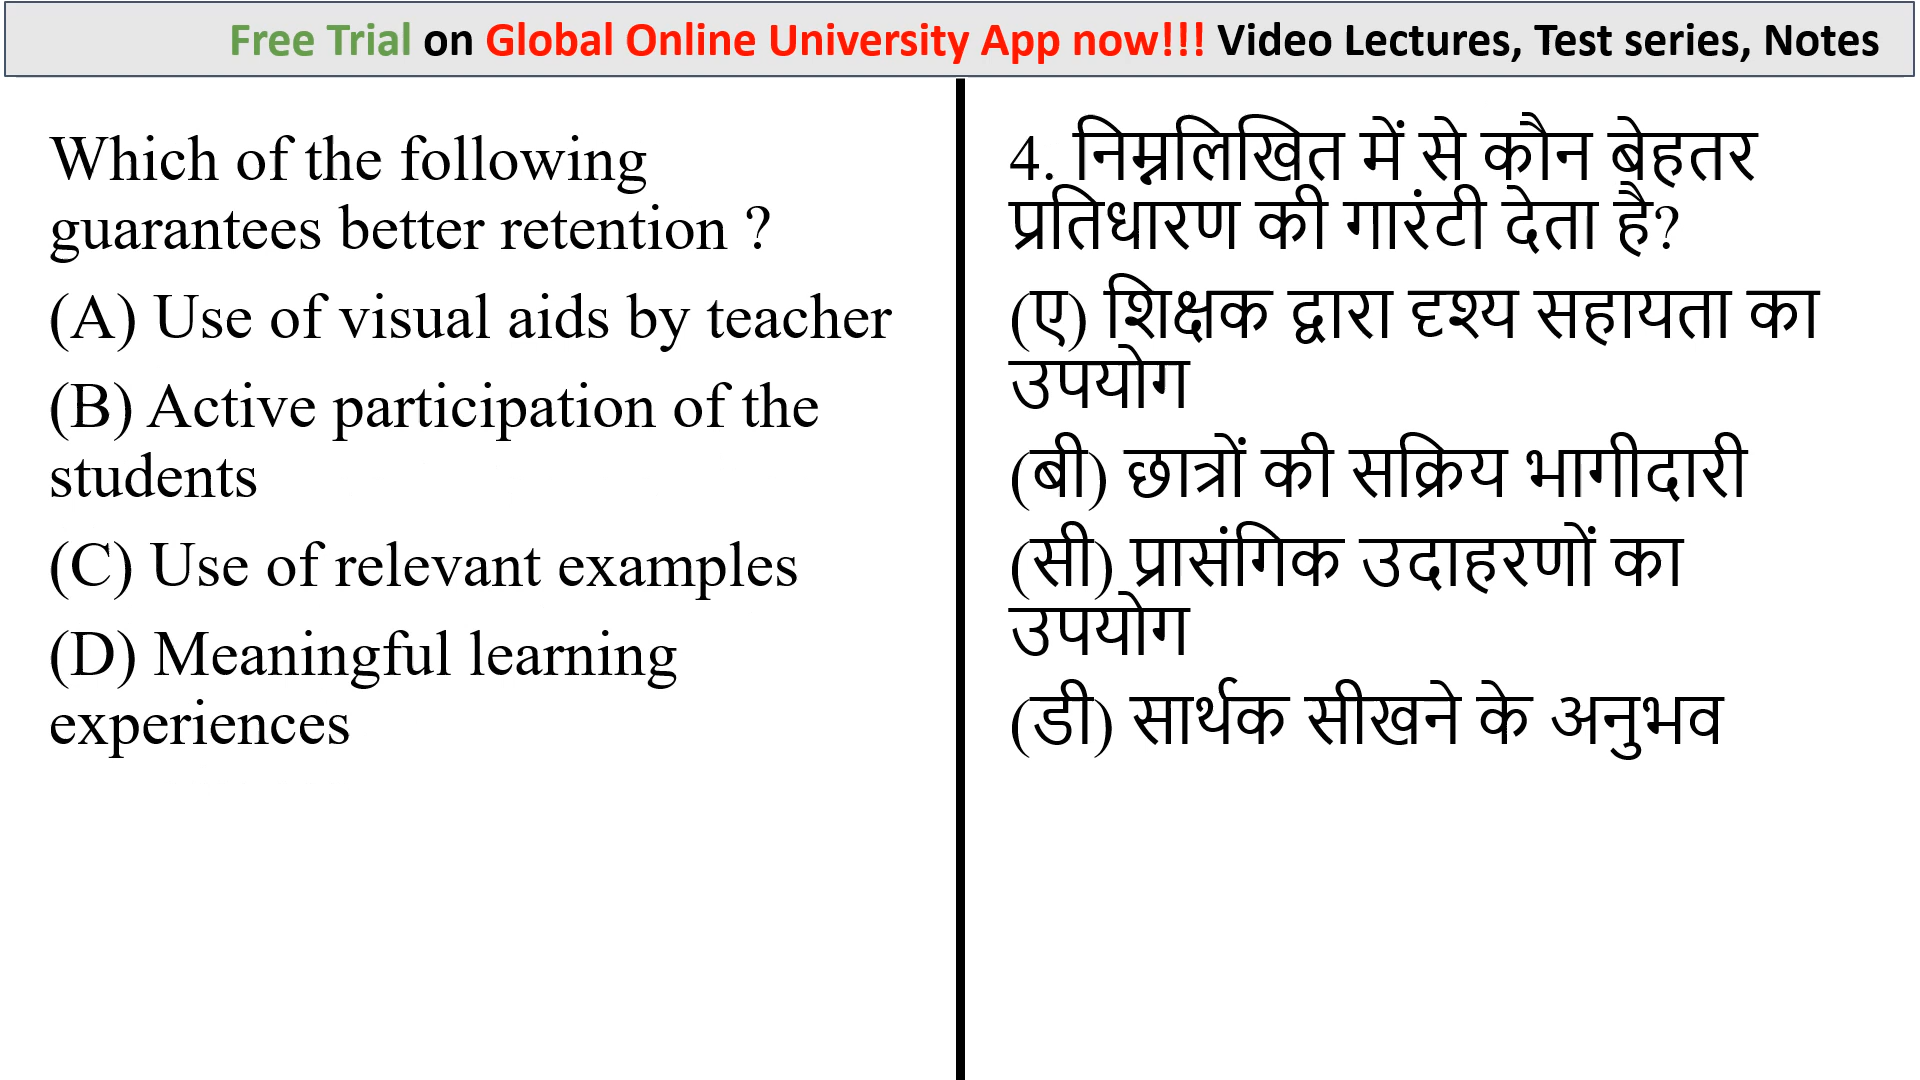 Free Trial on Global Online University App now!!! Video Lectures, Test series, Notes
Which of the following
guarantees better retention ?
(A) Use of visual aids by teacher
(B) Active participation of the
students
(C) Use of relevant examples
(D) Meaningful learning
experiences
4. निम्नलिखित में से कौन बेहतर
प्रतिधारण की गारंटी देता है?
(ए) शिक्षक द्वारा दृश्य सहायता का
उपयोग
(बी) छात्रों की सक्रिय भागीदारी
(सी) प्रासंगिक उदाहरणों का
उपयोग
(डी) सार्थक सीखने के अनुभव